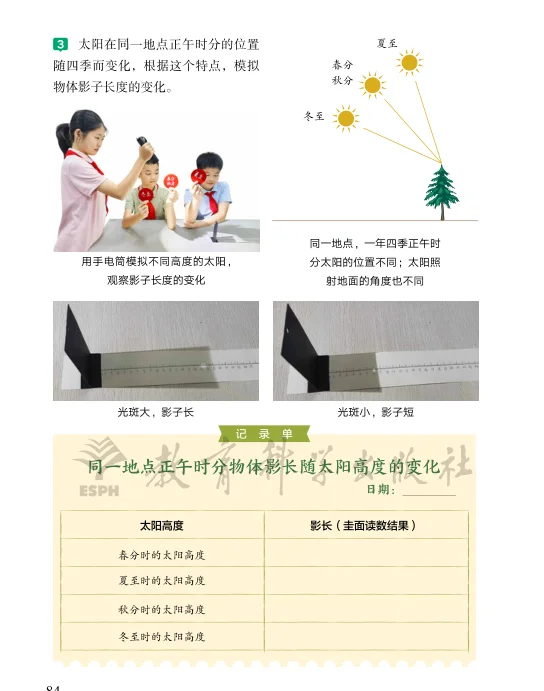 3 太阳在同一地点正午时分的位置
随四季而变化，根据这个特点，模拟
物体影子长度的变化。
夏至
春分
秋分
冬至
用手电筒模拟不同高度的太阳，
观察影子长度的变化
同一地点，一年四季正午时
分太阳的位置不同；太阳照
射地面的角度也不同
光斑大，影子长
光斑小，影子短
记录单
教育科学出版社
ESPH
同一地点正午时分物体影长随太阳高度的变化
日期：
太阳高度
影长（圭面读数结果）
春分时的太阳高度
夏至时的太阳高度
秋分时的太阳高度
冬至时的太阳高度